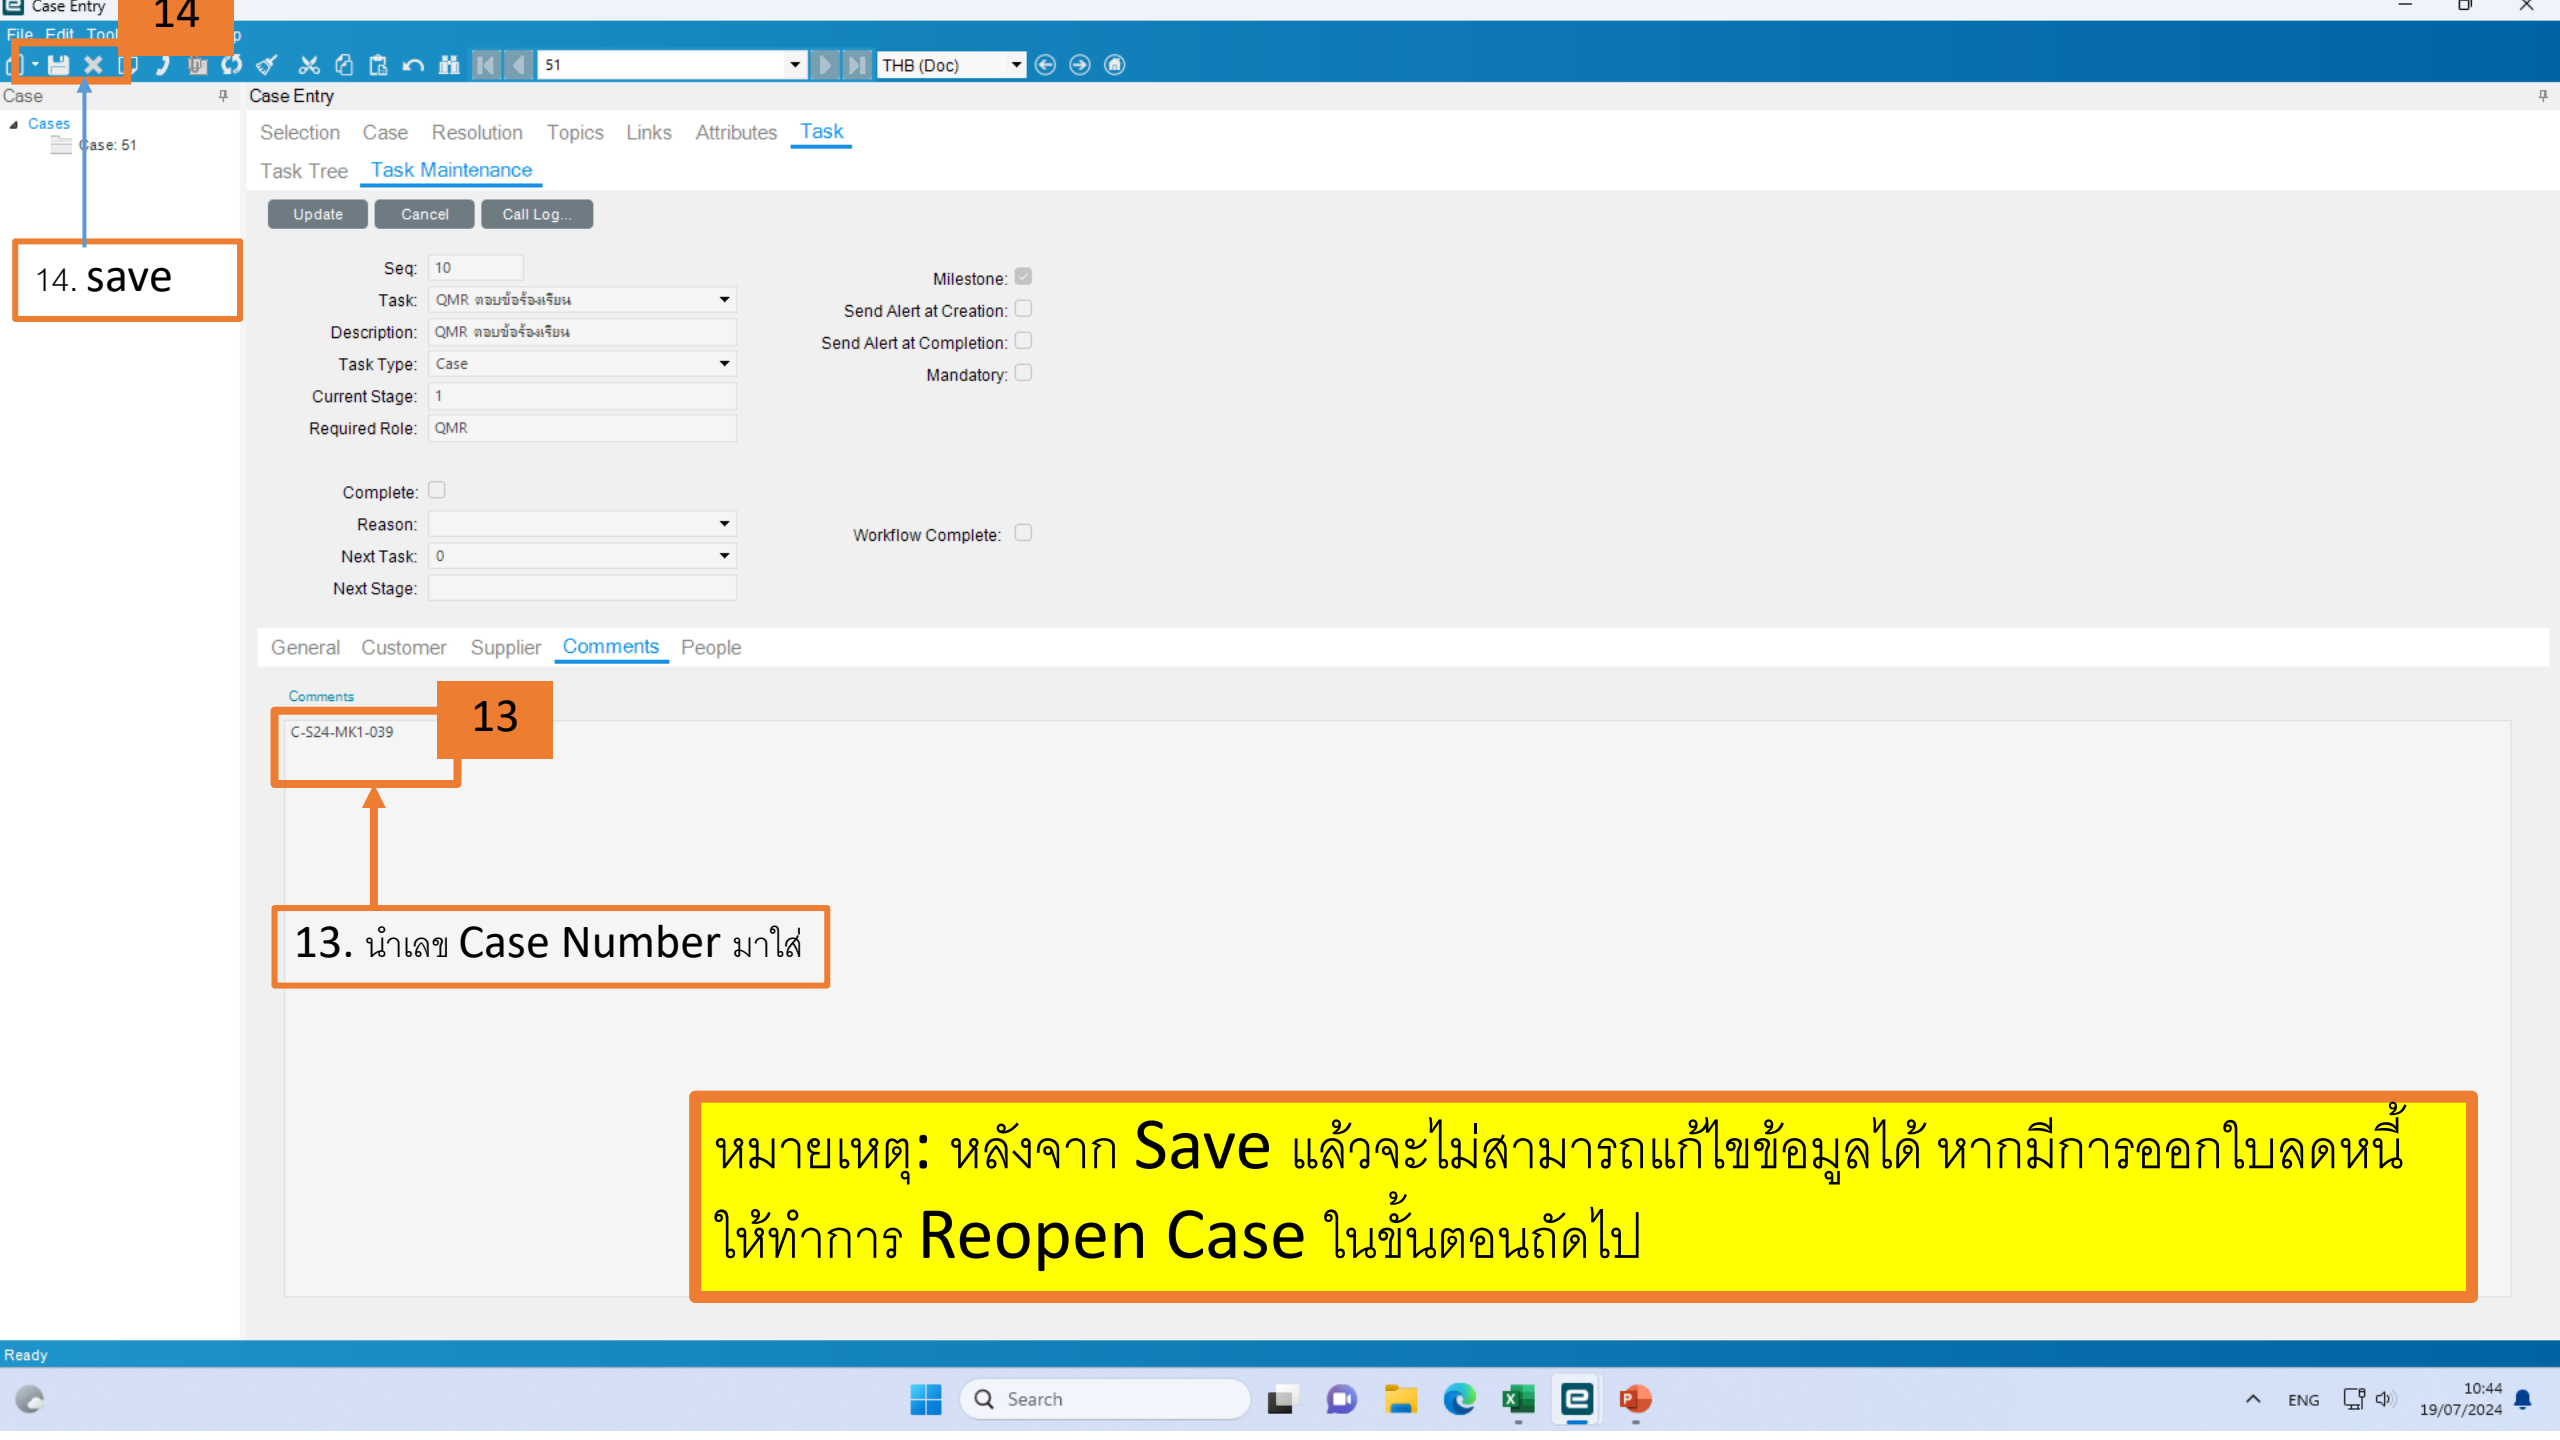 Case Entry
14
File Edit Tool p
51
THB (Doc)
Case
Case Entry
Cases
Case: 51
Selection Case Resolution Topics Links Attributes Task
Task Tree Task Maintenance
Update Cancel Call Log...
14. save
Seq: 10
Milestone:
Task: QMR ตอบข้อร้องเรียน
Send Alert at Creation:
Description: QMR ตอบข้อร้องเรียน
Send Alert at Completion:
Task Type: Case
Mandatory:
Current Stage: 1
Required Role: QMR
Complete:
Reason:
Workflow Complete:
Next Task: 0
Next Stage:
General Customer Supplier Comments People
Comments
13
C-S24-MK1-039
13. นำเลข Case Number มาใส่
หมายเหตุ: หลังจาก Save แล้วจะไม่สามารถแก้ไขข้อมูลได้ หากมีการออกใบลดหนี้
ให้ทำการ Reopen Case ในขั้นตอนถัดไป
Ready
Search
ENG
10:44
19/07/2024